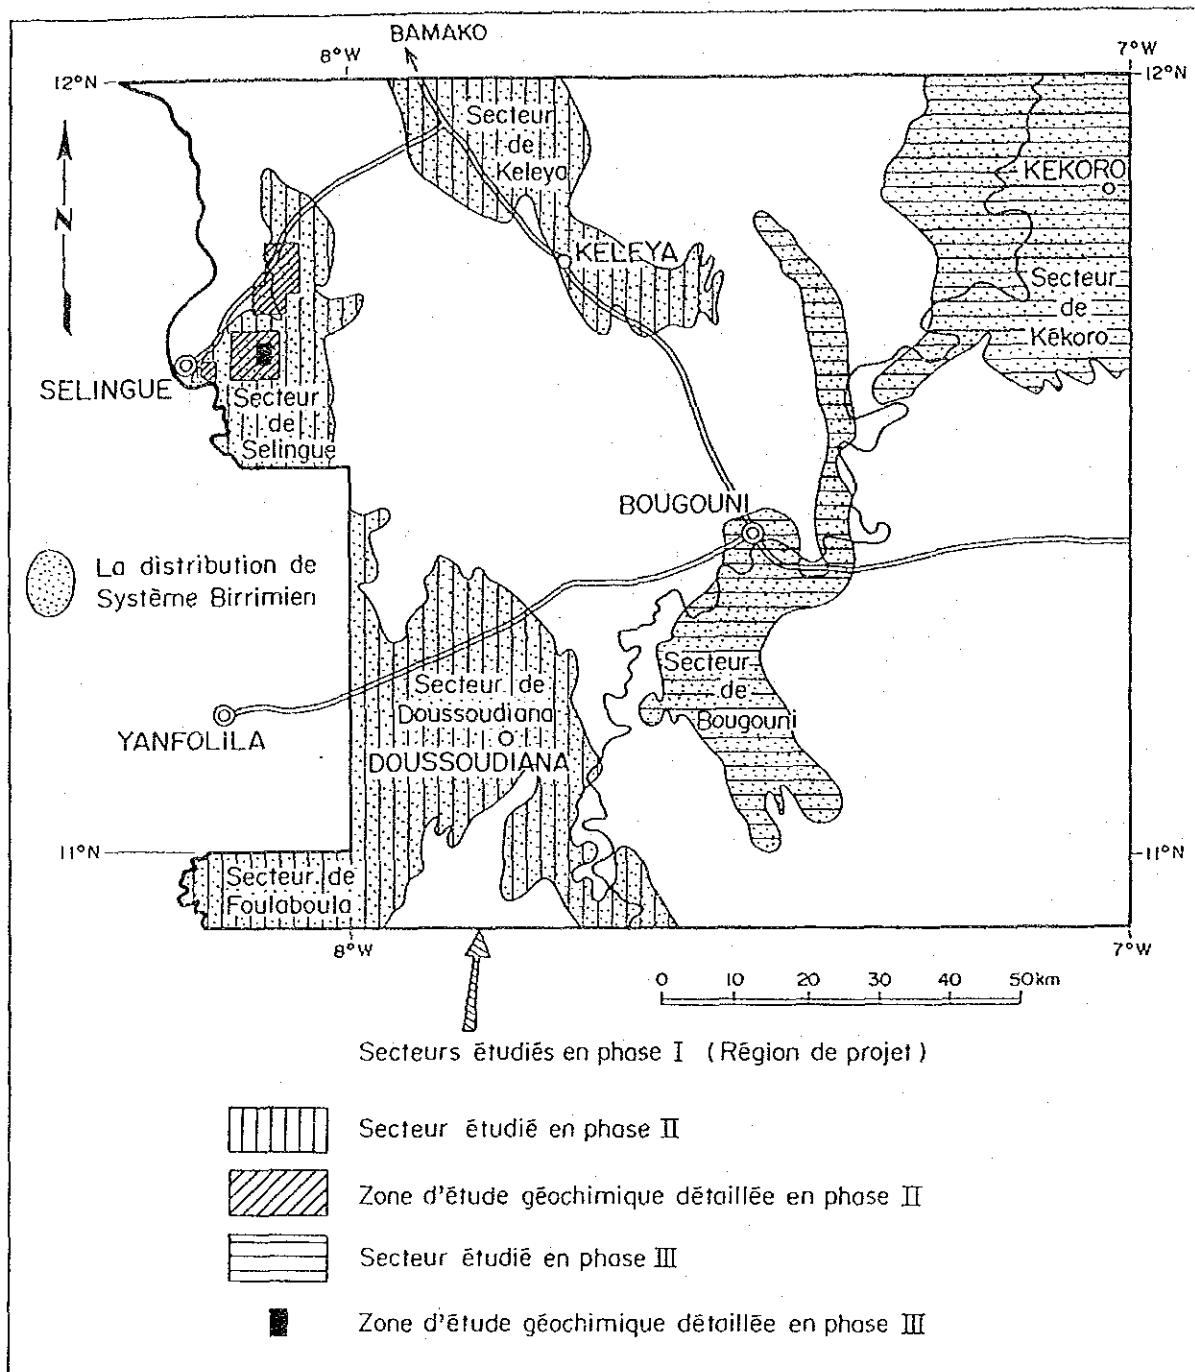 BAMAKO
8°W
7°W
12°N
12°N
N
Secteur
de
Keleya
KEKORO
KELEYA
Secteur
de
Kékoro
SELINGUE
Secteur
de
Selingue
BOUGOUNI
La distribution de
Système Birrimien
Secteur de
Doussoudiana
DOUSSOUDIANA
YANFOLILA
Secteur
de
Bougouni
11°N
11°N
Secteur de
Foulaboula
8°W
7°W
0 10 20 30 40 50km
Secteurs étudiés en phase I (Région de projet)
Secteur étudié en phase II
Zone d'étude géochimique détaillée en phase II
Secteur étudié en phase III
Zone d'étude géochimique détaillée en phase III